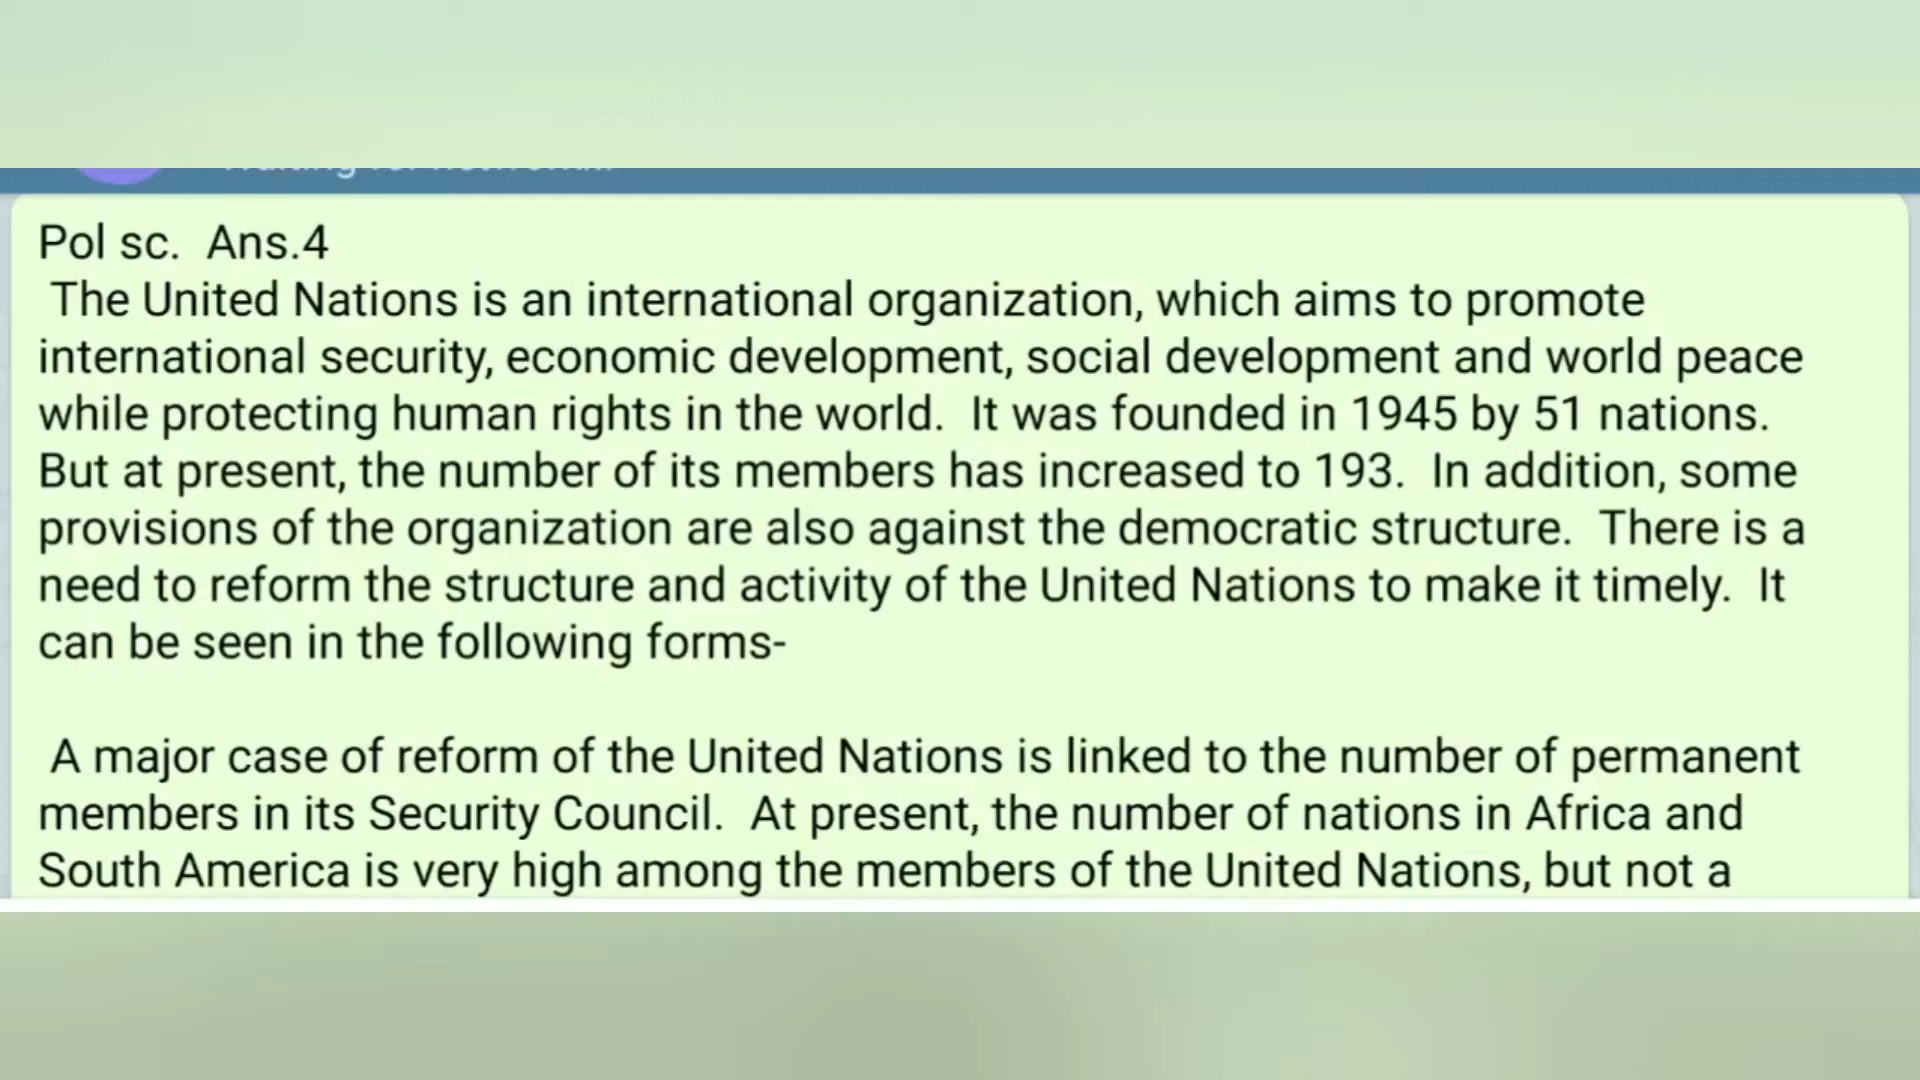 Pol sc.  Ans.4
The United Nations is an international organization, which aims to promote
international security, economic development, social development and world peace
while protecting human rights in the world.  It was founded in 1945 by 51 nations.
But at present, the number of its members has increased to 193.  In addition, some
provisions of the organization are also against the democratic structure.  There is a
need to reform the structure and activity of the United Nations to make it timely.  It
can be seen in the following forms-
A major case of reform of the United Nations is linked to the number of permanent
members in its Security Council.  At present, the number of nations in Africa and
South America is very high among the members of the United Nations, but not a